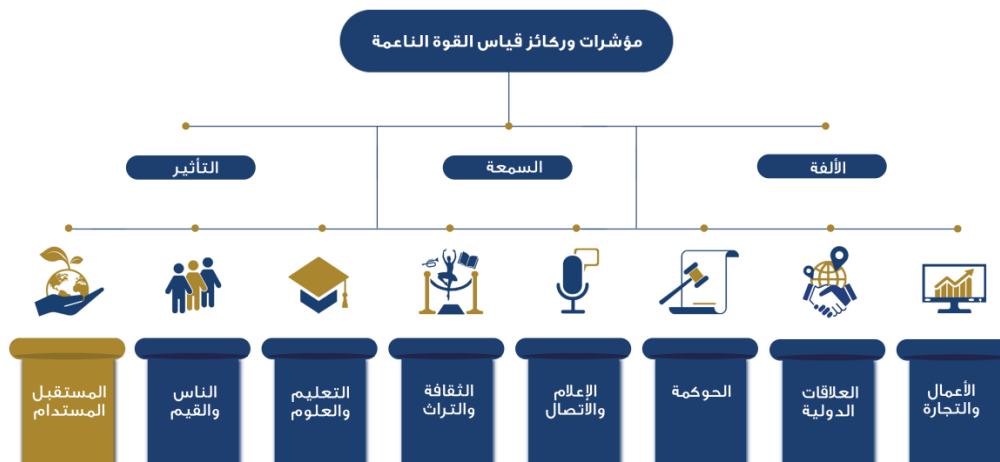 مؤشرات وركائز قياس القوة الناعمة
الألفة
السمعة
التأثير
الأعمال
والتجارة
العلاقات
الدولية
الحوكمة
الإعلام
والاتصال
الثقافة
والتراث
التعليم
والعلوم
الناس
والقيم
المستقبل
المستدام